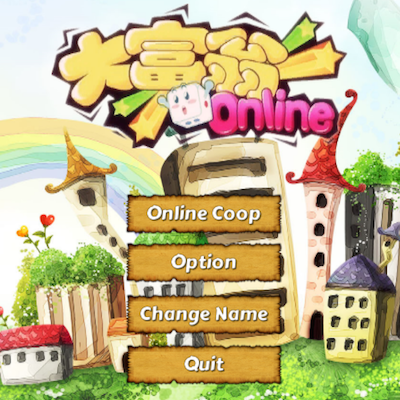 大富翁
Online
Online Coop
Option
Change Name
Quit